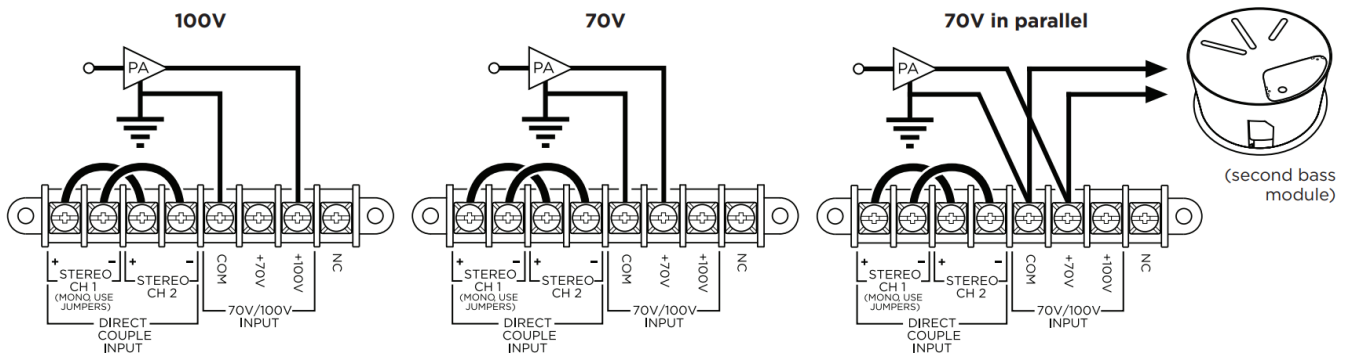 100V
PA
+ - + -
STEREO
CH 1
(MONO USE
JUMPERS)
STEREO
CH 2
COM
+70V
+100V
NC
DIRECT
COUPLE
INPUT
70V/100V
INPUT
70V
PA
+ - + -
STEREO
CH 1
(MONO USE
JUMPERS)
STEREO
CH 2
COM
+70V
+100V
NC
DIRECT
COUPLE
INPUT
70V/100V
INPUT
70V in parallel
PA
(second bass
module)
+ - + -
STEREO
CH 1
(MONO USE
JUMPERS)
STEREO
CH 2
COM
+70V
+100V
NC
DIRECT
COUPLE
INPUT
70V/100V
INPUT